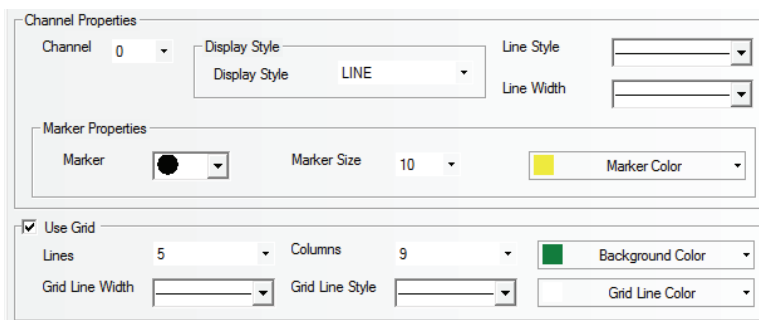 Channel Properties
Channel 0
Display Style
Display Style LINE
Line Style
Line Width
Marker Properties
Marker
Marker Size 10
Marker Color
Use Grid
Lines 5
Columns 9
Background Color
Grid Line Width
Grid Line Style
Grid Line Color